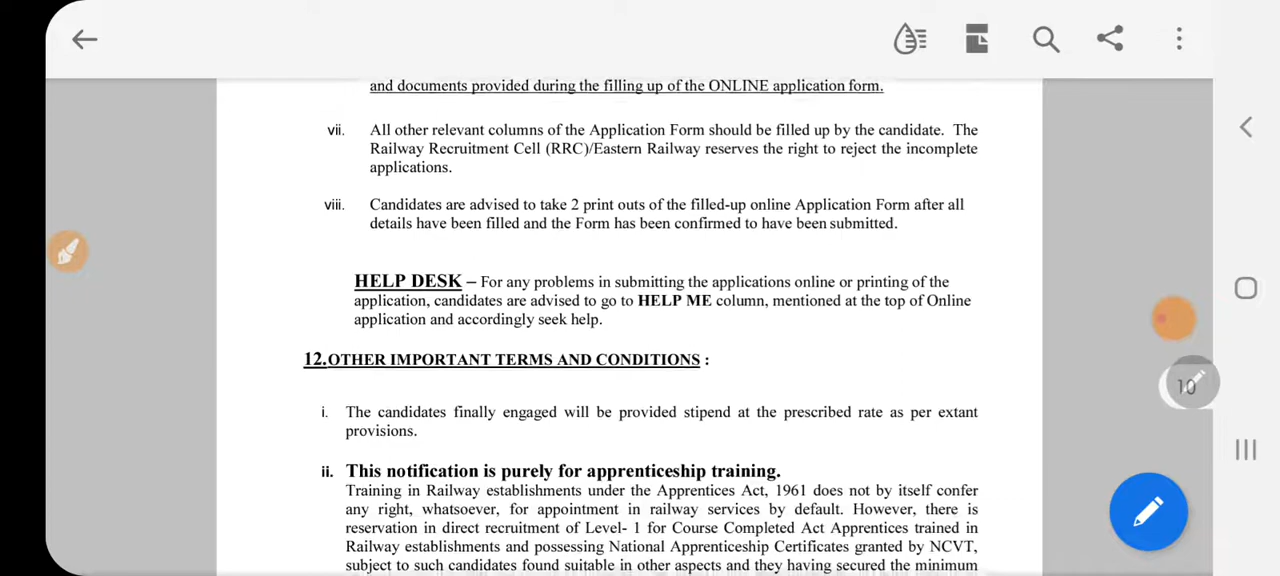 and documents provided during the filling up of the ONLINE application form.
vii. All other relevant columns of the Application Form should be filled up by the candidate. The
Railway Recruitment Cell (RRC)/Eastern Railway reserves the right to reject the incomplete
applications.
viii. Candidates are advised to take 2 print outs of the filled-up online Application Form after all
details have been filled and the Form has been confirmed to have been submitted.
HELP DESK – For any problems in submitting the applications online or printing of the
application, candidates are advised to go to HELP ME column, mentioned at the top of Online
application and accordingly seek help.
12.OTHER IMPORTANT TERMS AND CONDITIONS :
10
i. The candidates finally engaged will be provided stipend at the prescribed rate as per extant
provisions.
ii. This notification is purely for apprenticeship training.
Training in Railway establishments under the Apprentices Act, 1961 does not by itself confer
any right, whatsoever, for appointment in railway services by default. However, there is
reservation in direct recruitment of Level- 1 for Course Completed Act Apprentices trained in
Railway establishments and possessing National Apprenticeship Certificates granted by NCVT,
subject to such candidates found suitable in other aspects and they having secured the minimum